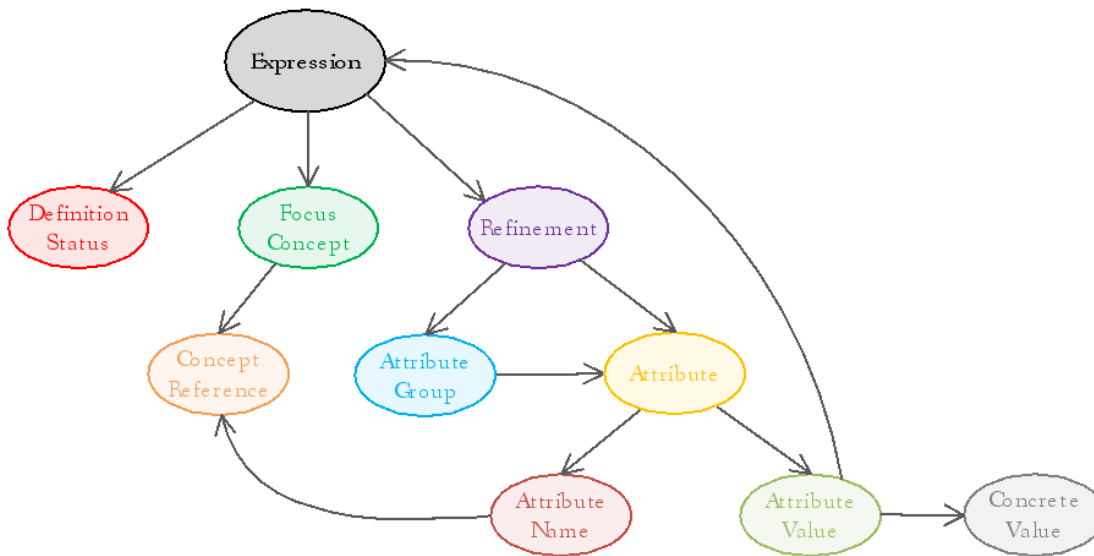 Expression
Definition
Status
Focus
Concept
Refinement
Concept
Reference
Attribute
Group
Attribute
Attribute
Name
Attribute
Value
Concrete
Value